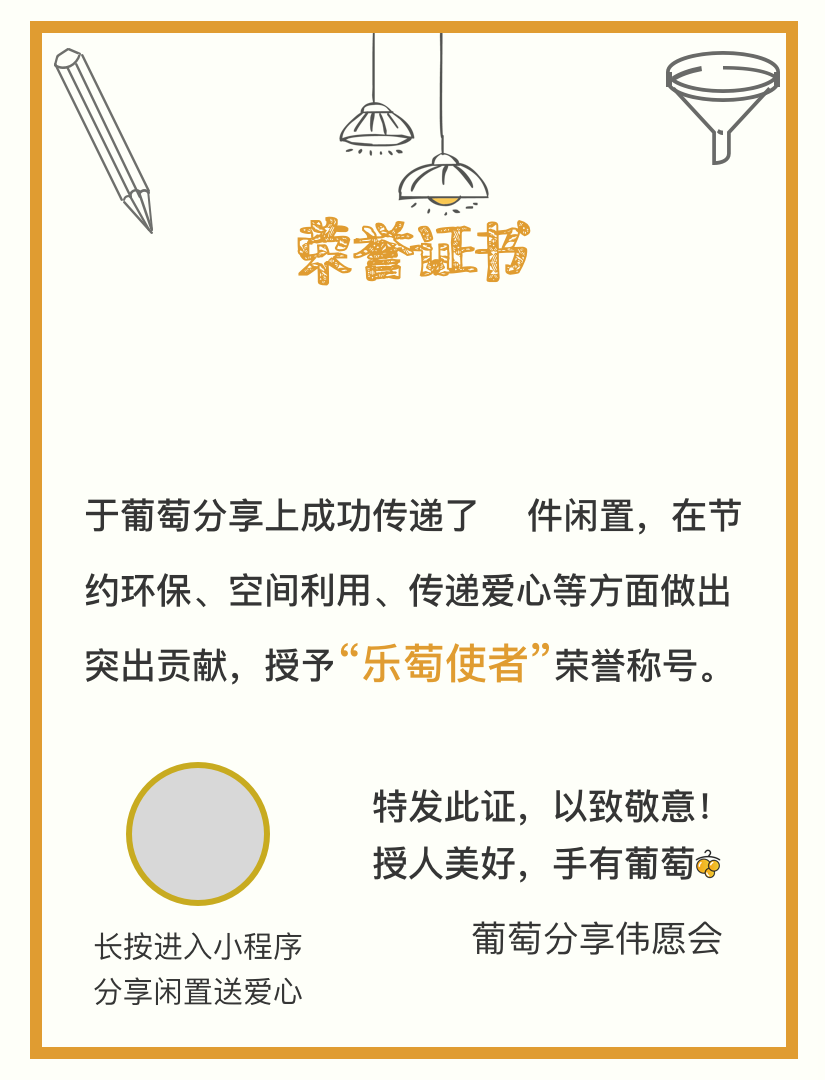 荣誉证书
于葡萄分享上成功传递了 件闲置，在节
约环保、空间利用、传递爱心等方面做出
突出贡献，授予“乐萄使者”荣誉称号。
特发此证，以致敬意！
授人美好，手有葡萄
葡萄分享伟愿会
长按进入小程序
分享闲置送爱心